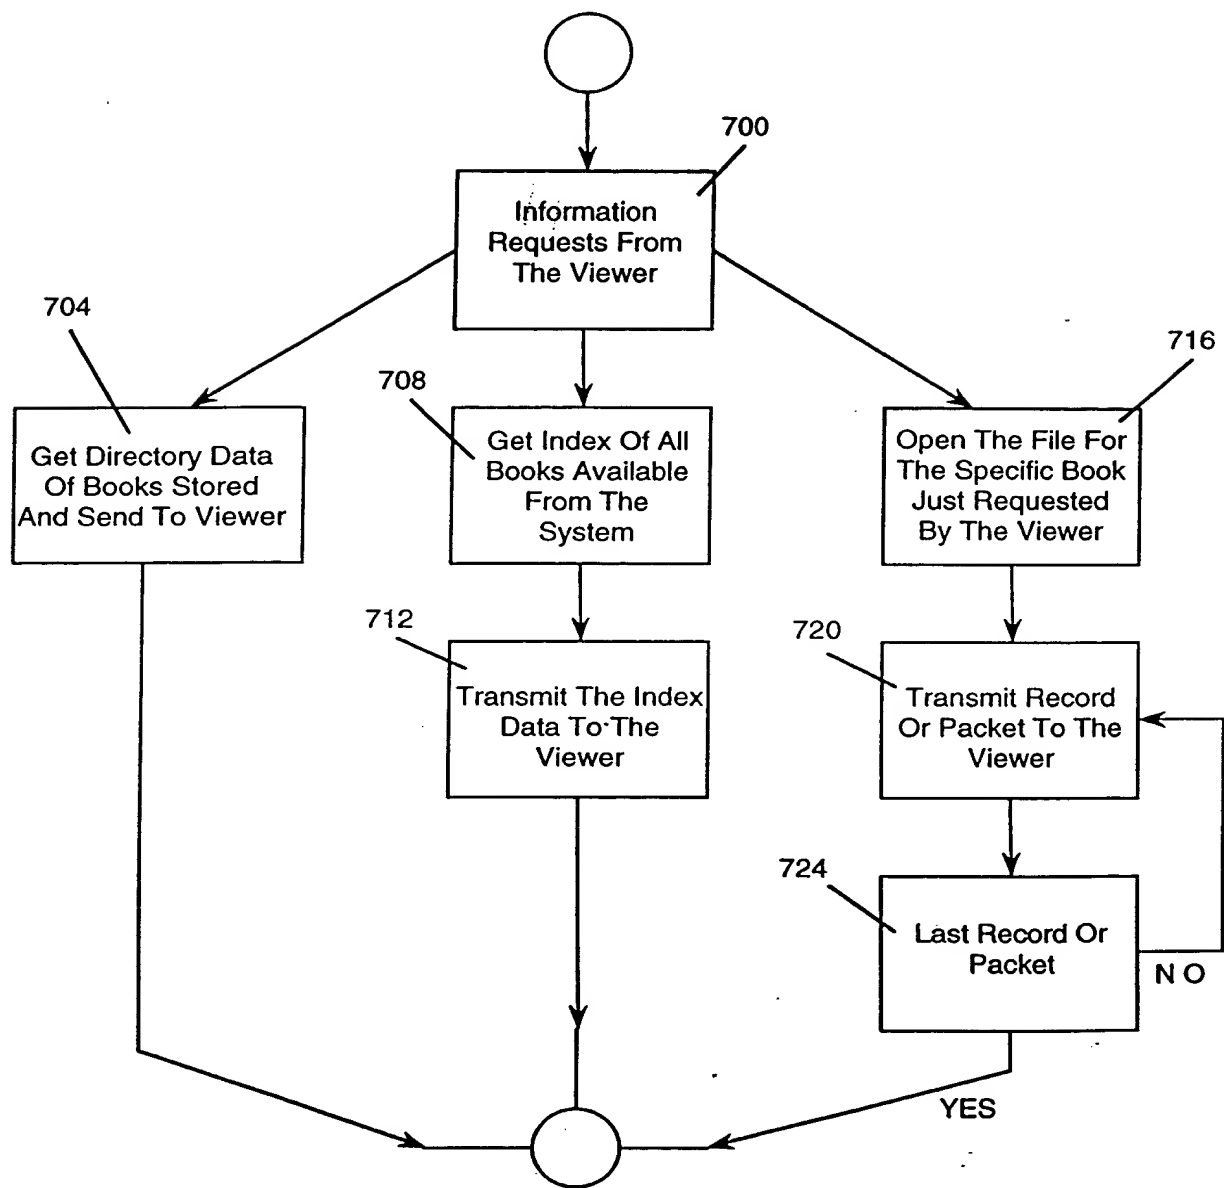 700
Information
Requests From
The Viewer
704
Get Directory Data
Of Books Stored
And Send To Viewer
708
Get Index Of All
Books Available
From The
System
716
Open The File For
The Specific Book
Just Requested
By The Viewer
712
Transmit The Index
Data To The
Viewer
720
Transmit Record
Or Packet To The
Viewer
724
Last Record Or
Packet
NO
YES